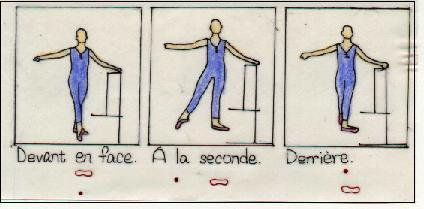 Devant en face. À la seconde. Derrière.